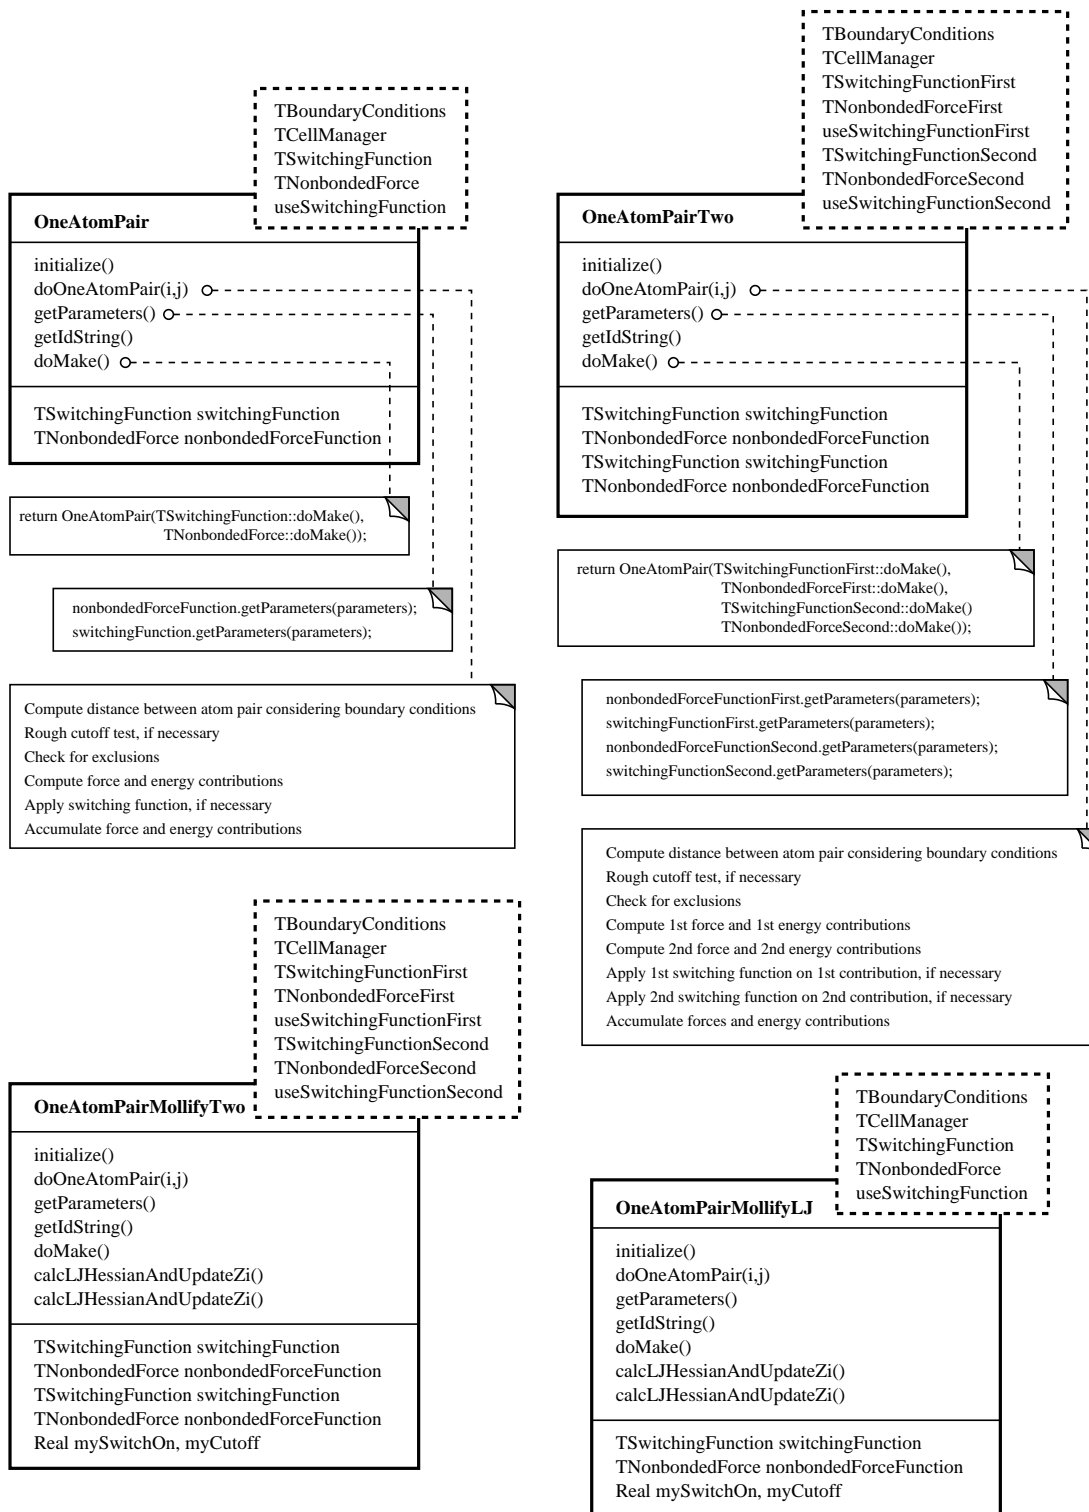 TBoundaryConditions
TCellManager
TSwitchingFunction
TNonbondedForce
useSwitchingFunction
OneAtomPair
initialize()
doOneAtomPair(i,j)
getParameters()
getIdString()
doMake()
TSwitchingFunction switchingFunction
TNonbondedForce nonbondedForceFunction
return OneAtomPair(TSwitchingFunction::doMake(),
TNonbondedForce::doMake());
nonbondedForceFunction.getParameters(parameters);
switchingFunction.getParameters(parameters);
Compute distance between atom pair considering boundary conditions
Rough cutoff test, if necessary
Check for exclusions
Compute force and energy contributions
Apply switching function, if necessary
Accumulate force and energy contributions
TBoundaryConditions
TCellManager
TSwitchingFunctionFirst
TNonbondedForceFirst
useSwitchingFunctionFirst
TSwitchingFunctionSecond
TNonbondedForceSecond
useSwitchingFunctionSecond
OneAtomPairTwo
initialize()
doOneAtomPair(i,j)
getParameters()
getIdString()
doMake()
TSwitchingFunction switchingFunction
TNonbondedForce nonbondedForceFunction
TSwitchingFunction switchingFunction
TNonbondedForce nonbondedForceFunction
return OneAtomPair(TSwitchingFunctionFirst::doMake(),
TNonbondedForceFirst::doMake(),
TSwitchingFunctionSecond::doMake()
TNonbondedForceSecond::doMake());
nonbondedForceFunctionFirst.getParameters(parameters);
switchingFunctionFirst.getParameters(parameters);
nonbondedForceFunctionSecond.getParameters(parameters);
switchingFunctionSecond.getParameters(parameters);
Compute distance between atom pair considering boundary conditions
Rough cutoff test, if necessary
Check for exclusions
Compute 1st force and 1st energy contributions
Compute 2nd force and 2nd energy contributions
Apply 1st switching function on 1st contribution, if necessary
Apply 2nd switching function on 2nd contribution, if necessary
Accumulate forces and energy contributions
TBoundaryConditions
TCellManager
TSwitchingFunctionFirst
TNonbondedForceFirst
useSwitchingFunctionFirst
TSwitchingFunctionSecond
TNonbondedForceSecond
useSwitchingFunctionSecond
OneAtomPairMollifyTwo
initialize()
doOneAtomPair(i,j)
getParameters()
getIdString()
doMake()
calcLJHessianAndUpdateZi()
calcLJHessianAndUpdateZi()
TSwitchingFunction switchingFunction
TNonbondedForce nonbondedForceFunction
TSwitchingFunction switchingFunction
TNonbondedForce nonbondedForceFunction
Real mySwitchOn, myCutoff
TBoundaryConditions
TCellManager
TSwitchingFunction
TNonbondedForce
useSwitchingFunction
OneAtomPairMollifyLJ
initialize()
doOneAtomPair(i,j)
getParameters()
getIdString()
doMake()
calcLJHessianAndUpdateZi()
calcLJHessianAndUpdateZi()
TSwitchingFunction switchingFunction
TNonbondedForce nonbondedForceFunction
Real mySwitchOn, myCutoff